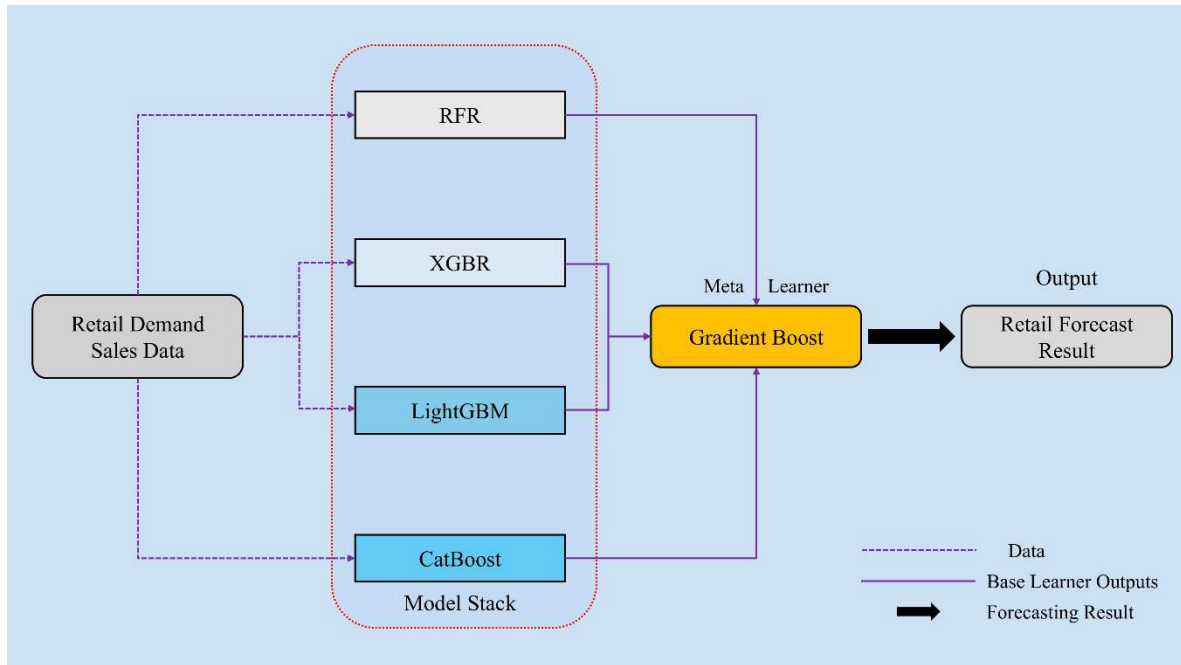 RFR
XGBR
Meta Learner
Output
Retail Demand
Sales Data
Gradient Boost
Retail Forecast
Result
LightGBM
CatBoost
Model Stack
Data
Base Learner Outputs
Forecasting Result